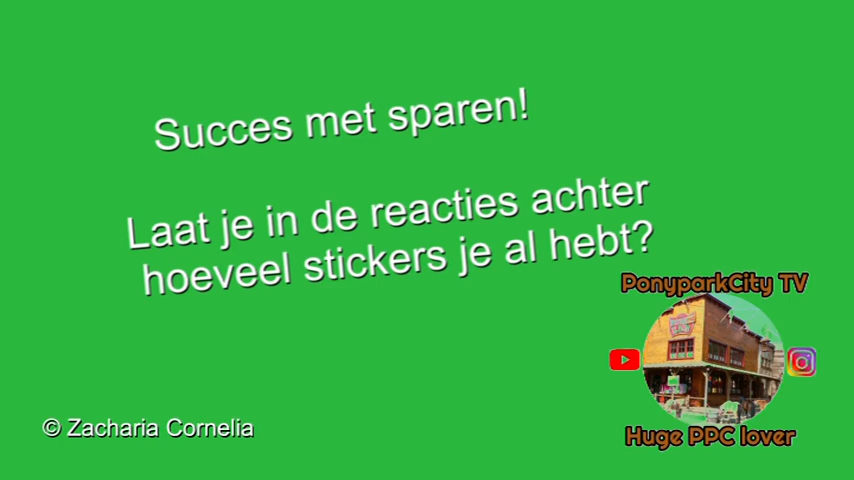 Succes met sparen!
Laat je in de reacties achter
hoeveel stickers je al hebt?
PonyparkCity TV
Huge PPC lover
© Zacharia Cornelia